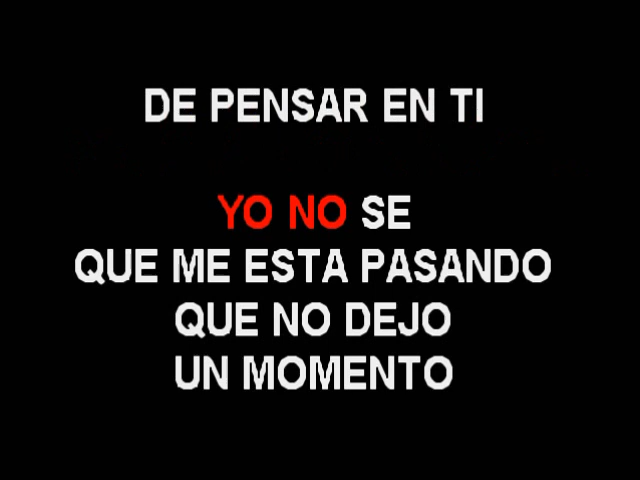 DE PENSAR EN TI
YO NO SE
QUE ME ESTA PASANDO
QUE NO DEJO
UN MOMENTO